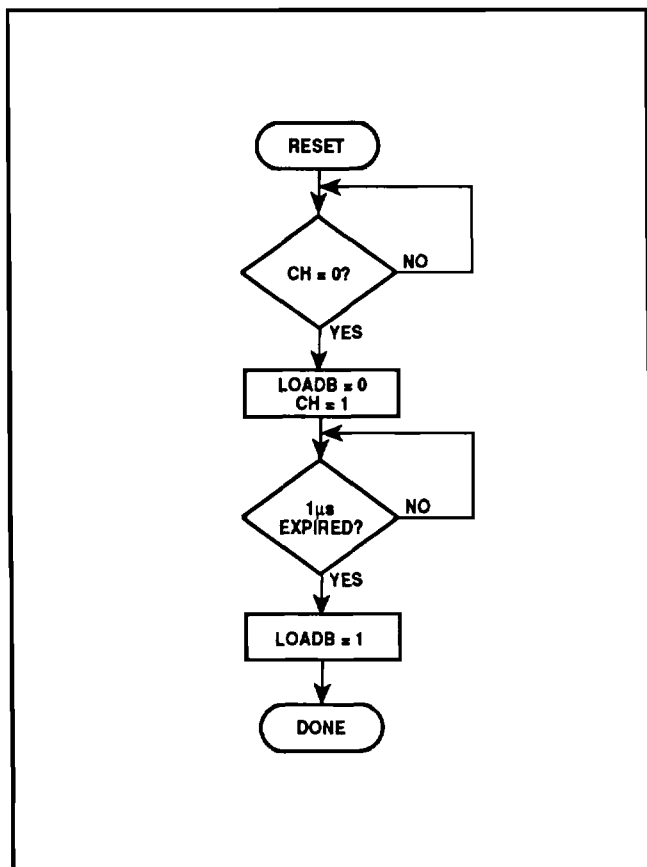 RESET
CH = 0?
NO
YES
LOADB = 0
CH = 1
1µs
EXPIRED?
NO
YES
LOADB = 1
DONE